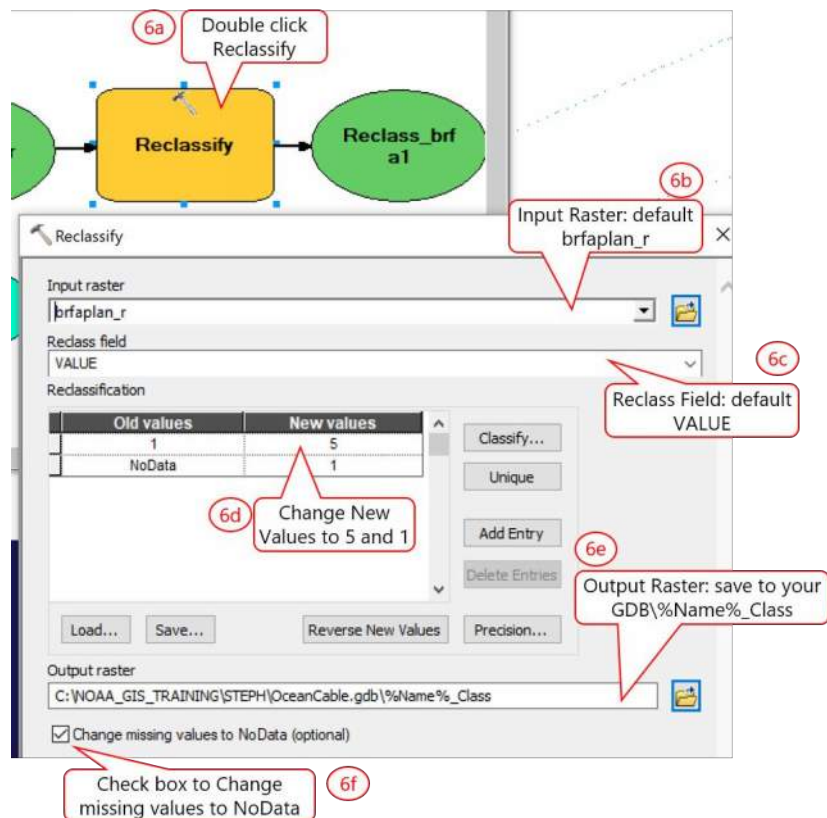 6a
Double click
Reclassify
r
Reclassify
Reclass_brf
a1
6b
Input Raster: default
brfaplan_r
Reclassify
Input raster
brfaplan_r
Reclass field
VALUE
6c
Reclass Field: default
VALUE
Reclassification
Old values New values
1 5
NoData 1
Classify...
Unique
Add Entry
Delete Entries
6d
Change New
Values to 5 and 1
6e
Output Raster: save to your
GDB\%Name%_Class
Load... Save... Reverse New Values Precision...
Output raster
C:\NOAA_GIS_TRAINING\STEPH\OceanCable.gdb\%Name%_Class
Change missing values to NoData (optional)
Check box to Change
missing values to NoData
6f